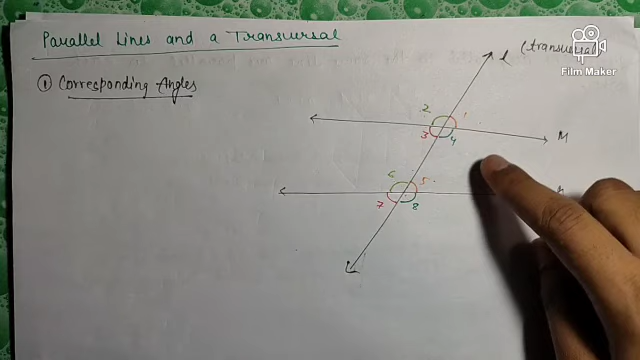 Parallel Lines and a Transversal
① Corresponding Angles
l (transversal
Film Maker
2 1
3 4
M
6 5
7 8